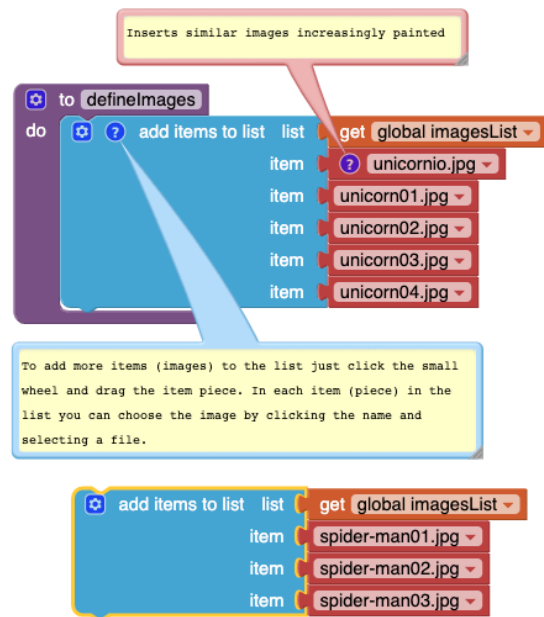 Inserts similar images increasingly painted
to defineImages
do ? add items to list list get global imagesList
item ? unicornio.jpg
item unicorn01.jpg
item unicorn02.jpg
item unicorn03.jpg
item unicorn04.jpg
To add more items (images) to the list just click the small
wheel and drag the item piece. In each item (piece) in the
list you can choose the image by clicking the name and
selecting a file.
add items to list list get global imagesList
item spider-man01.jpg
item spider-man02.jpg
item spider-man03.jpg